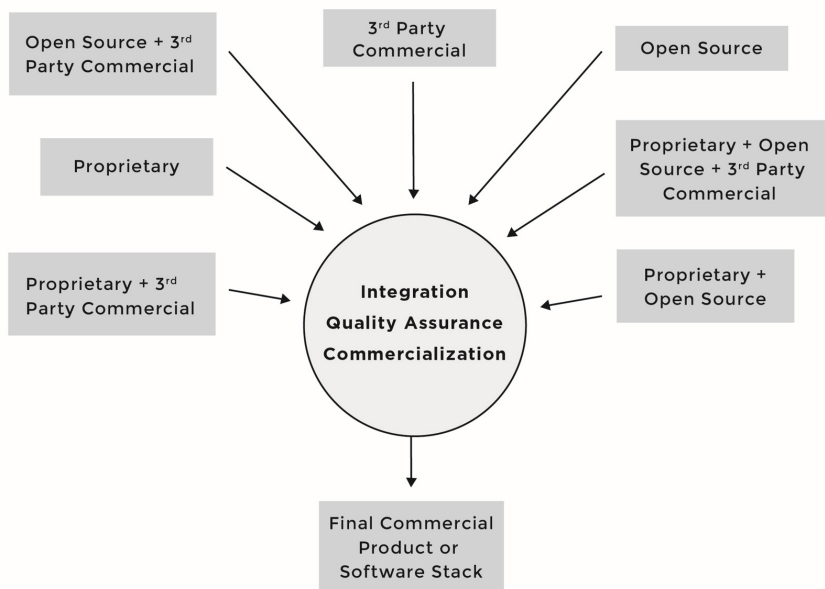 Open Source + 3rd
Party Commercial
3rd Party
Commercial
Open Source
Proprietary
Proprietary + Open
Source + 3rd Party
Commercial
Proprietary + 3rd
Party Commercial
Proprietary +
Open Source
Integration
Quality Assurance
Commercialization
Final Commercial
Product or
Software Stack